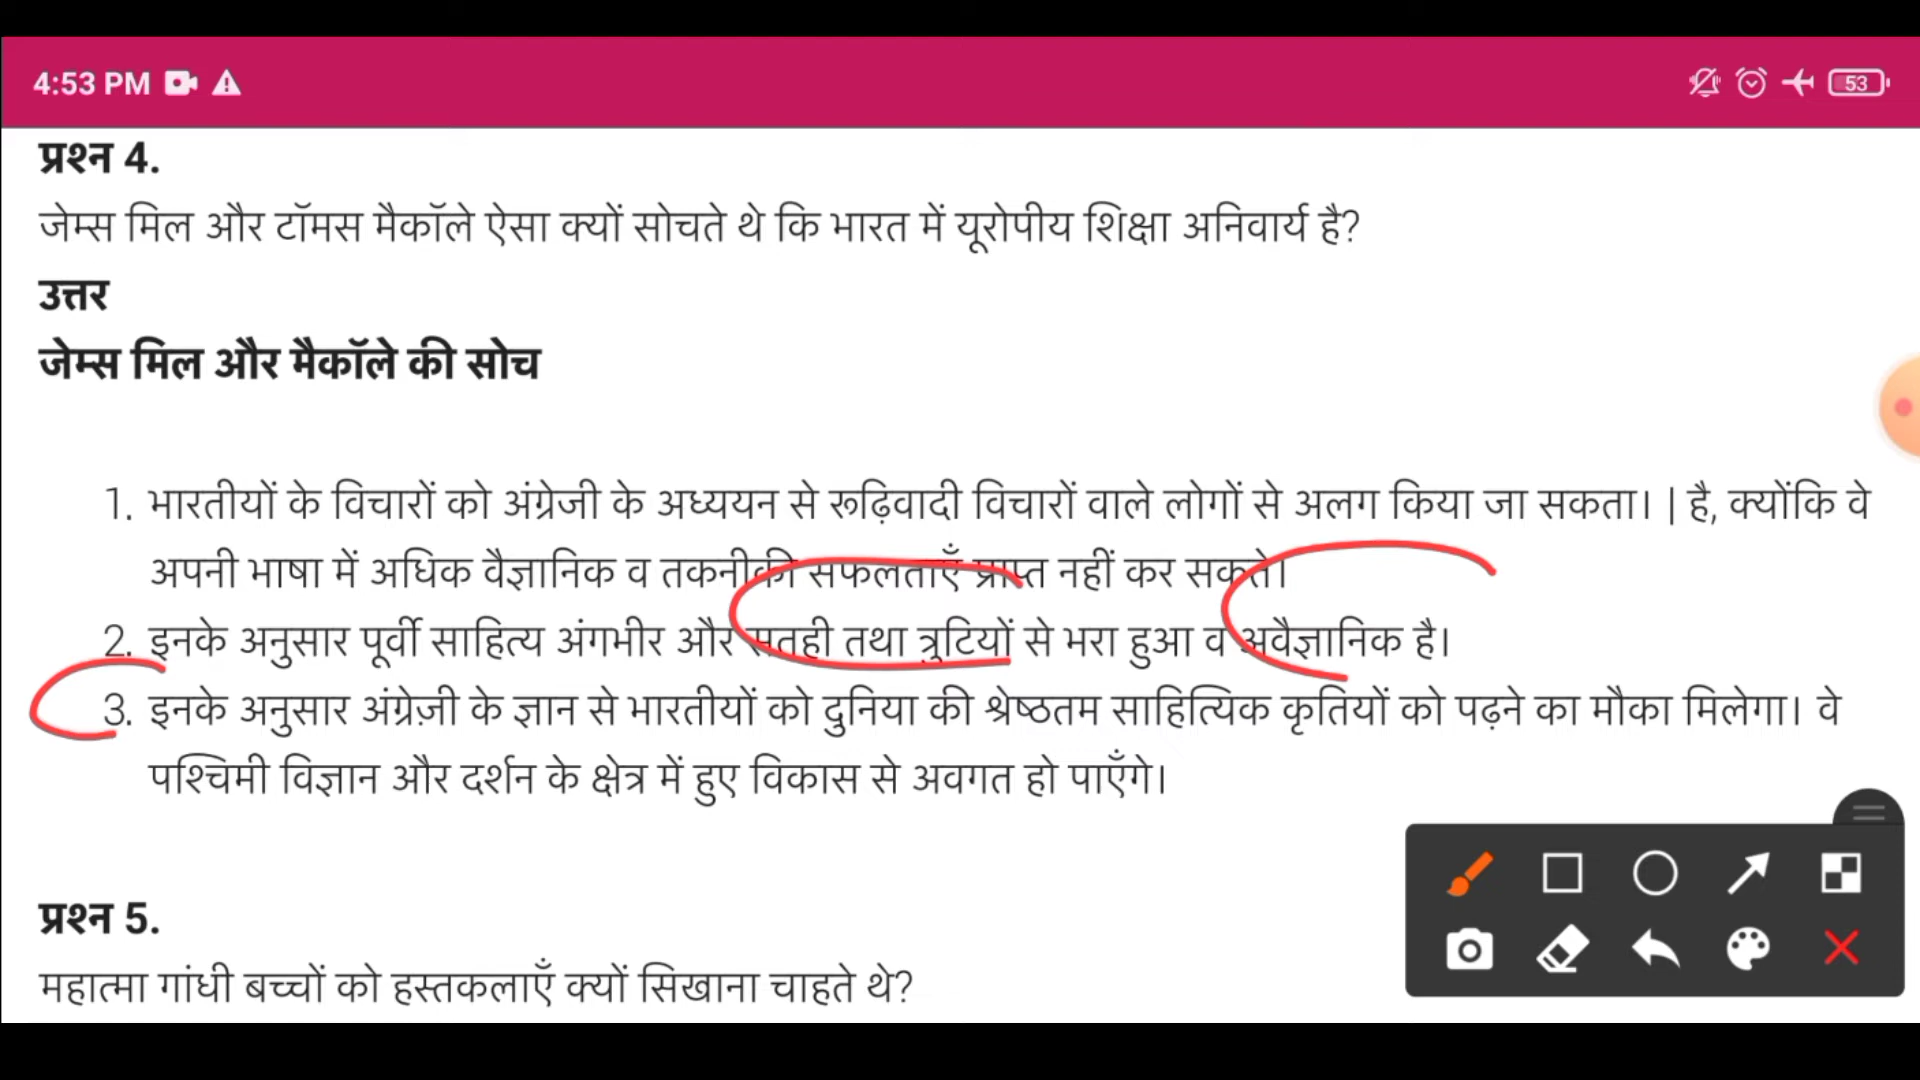 4:53 PM
53
प्रश्न 4.
जेम्स मिल और टॉमस मैकॉले ऐसा क्यों सोचते थे कि भारत में यूरोपीय शिक्षा अनिवार्य है?
उत्तर
जेम्स मिल और मैकॉले की सोच
1. भारतीयों के विचारों को अंग्रेजी के अध्ययन से रूढ़िवादी विचारों वाले लोगों से अलग किया जा सकता। | है, क्योंकि वे
अपनी भाषा में अधिक वैज्ञानिक व तकनीकी सफलताएँ प्राप्त नहीं कर सकते।
2. इनके अनुसार पूर्वी साहित्य अंगभीर और सतही तथा त्रुटियों से भरा हुआ व अवैज्ञानिक है।
3. इनके अनुसार अंग्रेज़ी के ज्ञान से भारतीयों को दुनिया की श्रेष्ठतम साहित्यिक कृतियों को पढ़ने का मौका मिलेगा। वे
पश्चिमी विज्ञान और दर्शन के क्षेत्र में हुए विकास से अवगत हो पाएँगे।
प्रश्न 5.
महात्मा गांधी बच्चों को हस्तकलाएँ क्यों सिखाना चाहते थे?